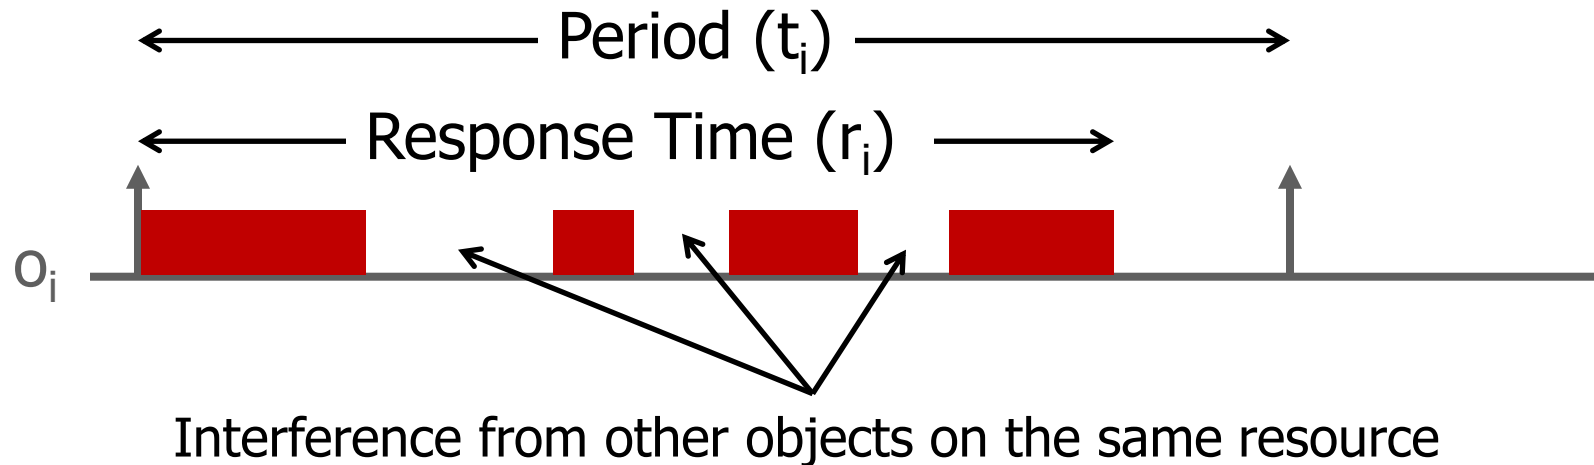 Period (tᵢ)
Response Time (rᵢ)
oᵢ
Interference from other objects on the same resource